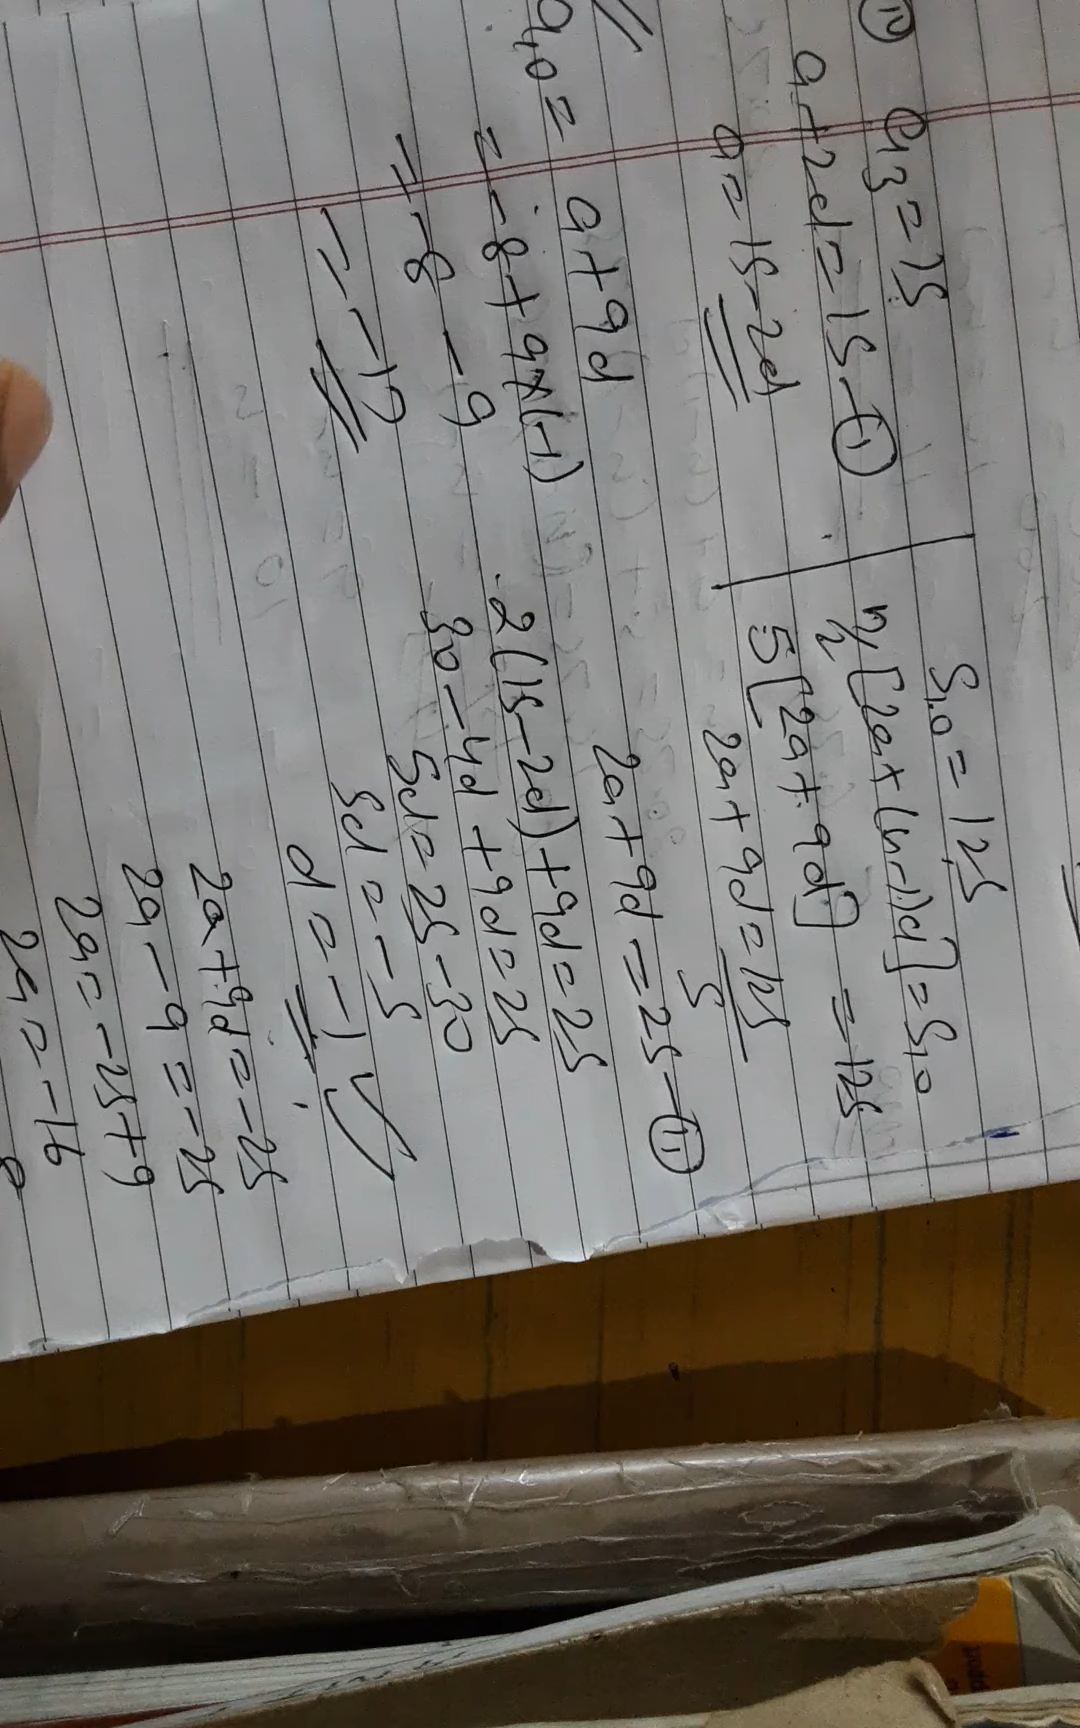 iv) a3 = 15
a + 2d = 15 - (i)
a = 15 - 2d
S10 = 125
n/2 [2a + (n-1)d] = S10
5 [2a + 9d] = 125
2a + 9d = 125/5
2a + 9d = 25 - (ii)
2(15 - 2d) + 9d = 25
30 - 4d + 9d = 25
5d = 25 - 30
5d = -5
d = -1
2a + 9d = -25
2a - 9 = -25
2a = -25 + 9
2a = -16
a10 = a + 9d
= -8 + 9x(-1)
= -8 - 9
= -17